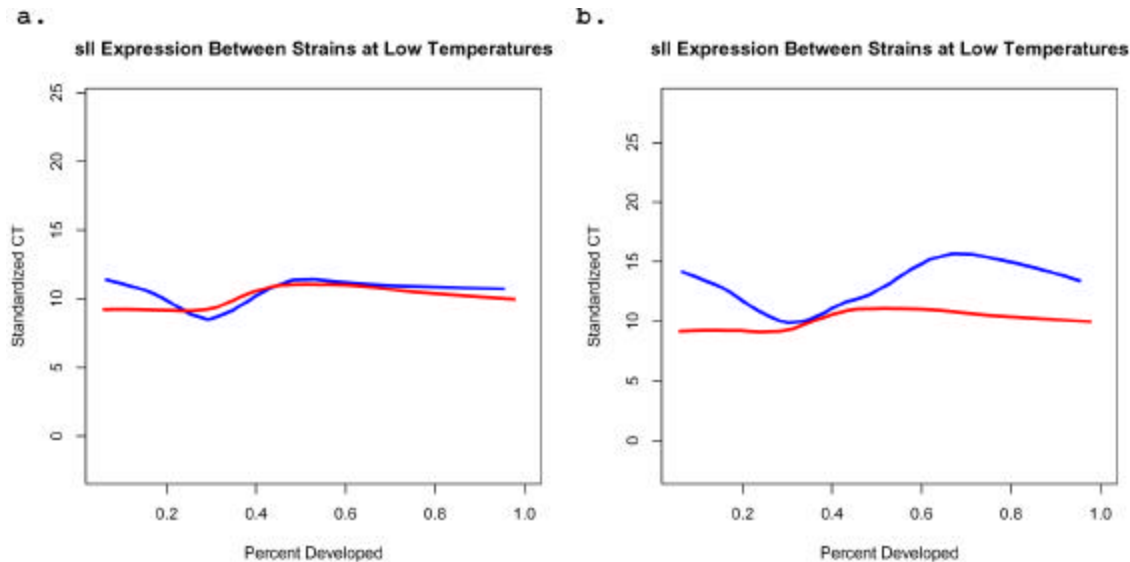 a.
sll Expression Between Strains at Low Temperatures
Standardized CT
25
20
15
10
5
0
0.2 0.4 0.6 0.8 1.0
Percent Developed
b.
sll Expression Between Strains at Low Temperatures
Standardized CT
25
20
15
10
5
0
0.2 0.4 0.6 0.8 1.0
Percent Developed